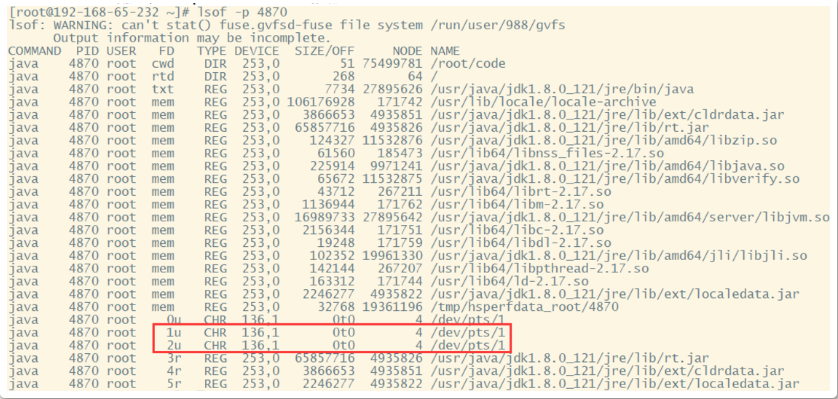 [root@192-168-65-232 ~]# lsof -p 4870
lsof: WARNING: can't stat() fuse.gvfsd-fuse file system /run/user/988/gvfs
      Output information may be incomplete.
COMMAND  PID USER   FD   TYPE DEVICE  SIZE/OFF     NODE NAME
java    4870 root  cwd    DIR  253,0        51 75499781 /root/code
java    4870 root  rtd    DIR  253,0       268       64 /
java    4870 root  txt    REG  253,0      7734 27895626 /usr/java/jdk1.8.0_121/jre/bin/java
java    4870 root  mem    REG  253,0 106176928   171742 /usr/lib/locale/locale-archive
java    4870 root  mem    REG  253,0   3866653  4935851 /usr/java/jdk1.8.0_121/jre/lib/ext/cldrdata.jar
java    4870 root  mem    REG  253,0  65857716  4935826 /usr/java/jdk1.8.0_121/jre/lib/rt.jar
java    4870 root  mem    REG  253,0    124327 11532876 /usr/java/jdk1.8.0_121/jre/lib/amd64/libzip.so
java    4870 root  mem    REG  253,0     61560   185473 /usr/lib64/libnss_files-2.17.so
java    4870 root  mem    REG  253,0    225914  9971241 /usr/java/jdk1.8.0_121/jre/lib/amd64/libjava.so
java    4870 root  mem    REG  253,0     65672 11532875 /usr/java/jdk1.8.0_121/jre/lib/amd64/libverify.so
java    4870 root  mem    REG  253,0     43712   267211 /usr/lib64/librt-2.17.so
java    4870 root  mem    REG  253,0   1136944   171762 /usr/lib64/libm-2.17.so
java    4870 root  mem    REG  253,0  16989733 27895642 /usr/java/jdk1.8.0_121/jre/lib/amd64/server/libjvm.so
java    4870 root  mem    REG  253,0   2156344   171751 /usr/lib64/libc-2.17.so
java    4870 root  mem    REG  253,0     19248   171759 /usr/lib64/libdl-2.17.so
java    4870 root  mem    REG  253,0    102352 19961330 /usr/java/jdk1.8.0_121/jre/lib/amd64/jli/libjli.so
java    4870 root  mem    REG  253,0    142144   267207 /usr/lib64/libpthread-2.17.so
java    4870 root  mem    REG  253,0    163312   171744 /usr/lib64/ld-2.17.so
java    4870 root  mem    REG  253,0   2246277  4935822 /usr/java/jdk1.8.0_121/jre/lib/ext/localedata.jar
java    4870 root  mem    REG  253,0     32768 19361196 /tmp/hsperfdata_root/4870
java    4870 root    0u   CHR  136,1       0t0        4 /dev/pts/1
java    4870 root    1u   CHR  136,1       0t0        4 /dev/pts/1
java    4870 root    2u   CHR  136,1       0t0        4 /dev/pts/1
java    4870 root    3r   REG  253,0  65857716  4935826 /usr/java/jdk1.8.0_121/jre/lib/rt.jar
java    4870 root    4r   REG  253,0   3866653  4935851 /usr/java/jdk1.8.0_121/jre/lib/ext/cldrdata.jar
java    4870 root    5r   REG  253,0   2246277  4935822 /usr/java/jdk1.8.0_121/jre/lib/ext/localedata.jar